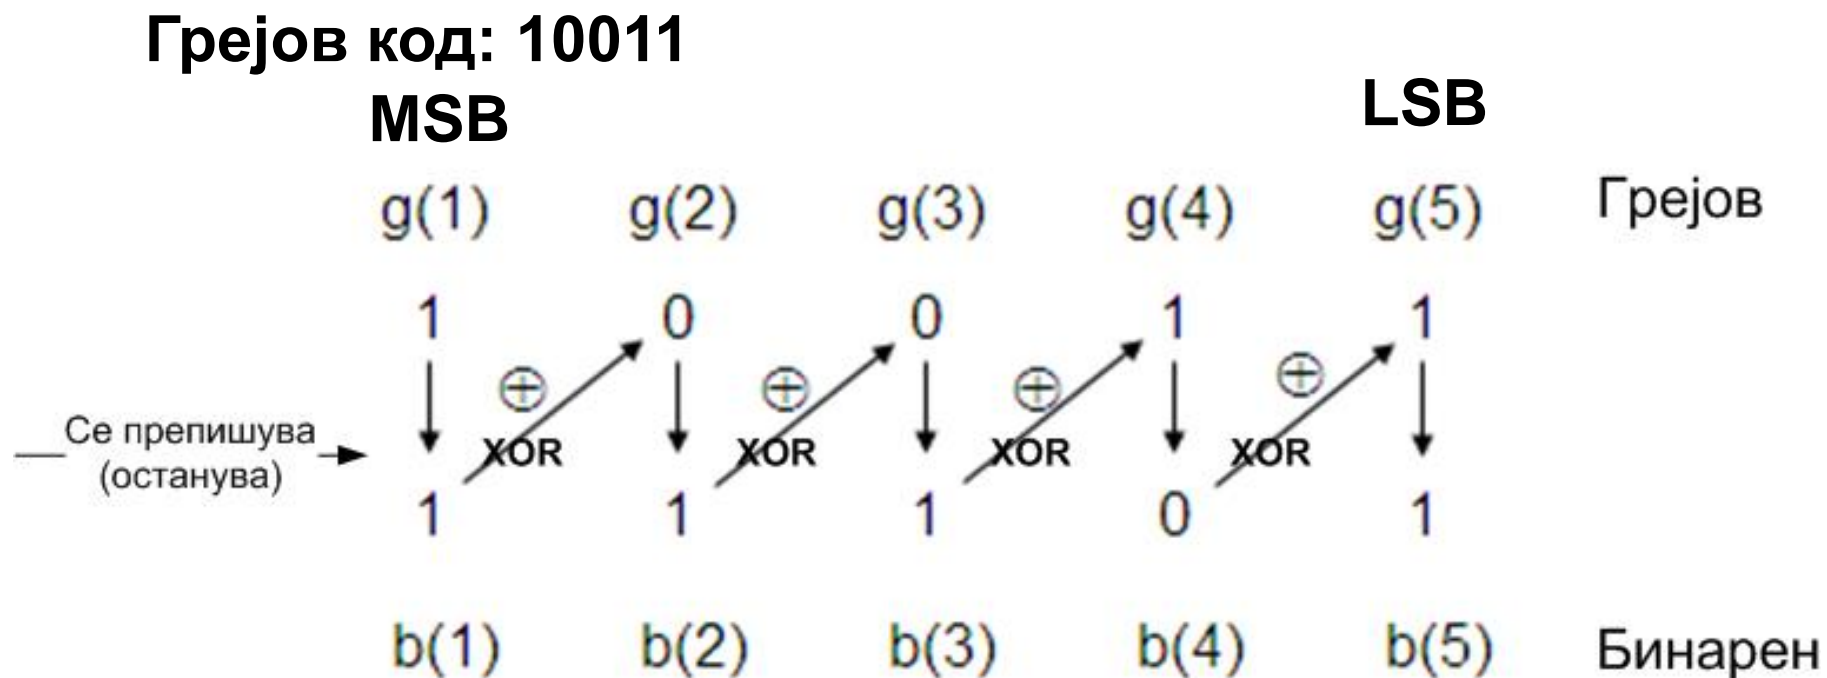 Грејов код: 10011
MSB LSB
g(1) g(2) g(3) g(4) g(5) Грејов
1 0 0 1 1
Се препишува
(останува)
XOR XOR XOR XOR
1 1 1 0 1
b(1) b(2) b(3) b(4) b(5) Бинарен